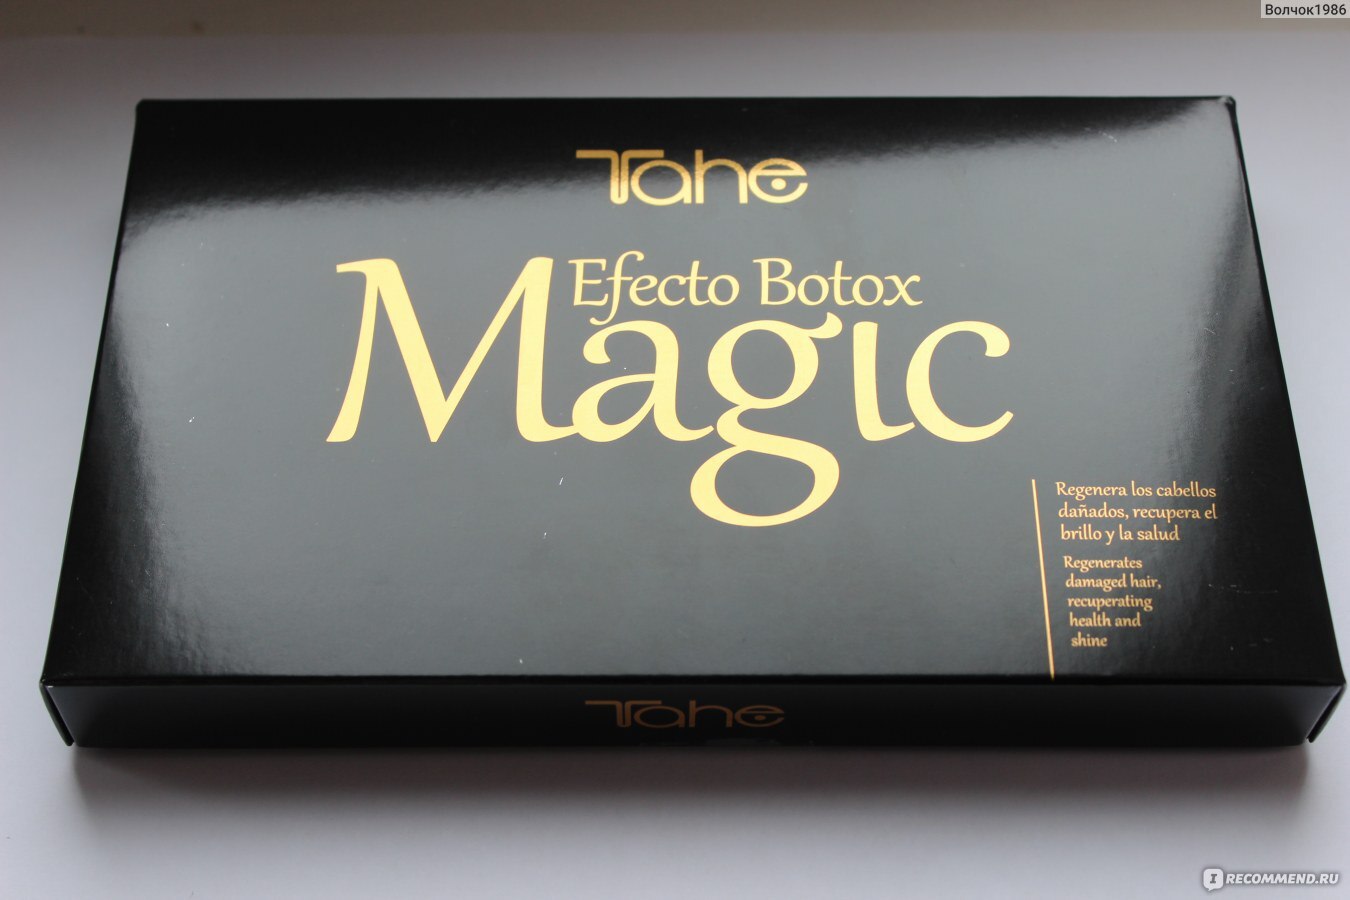 Волчок1986
Tahe
Efecto Botox
Magic
Regenera los cabellos
dañados, recupera el
brillo y la salud
Regenerates
damaged hair,
recuperating
health and
shine
Tahe
IRECOMMEND.RU